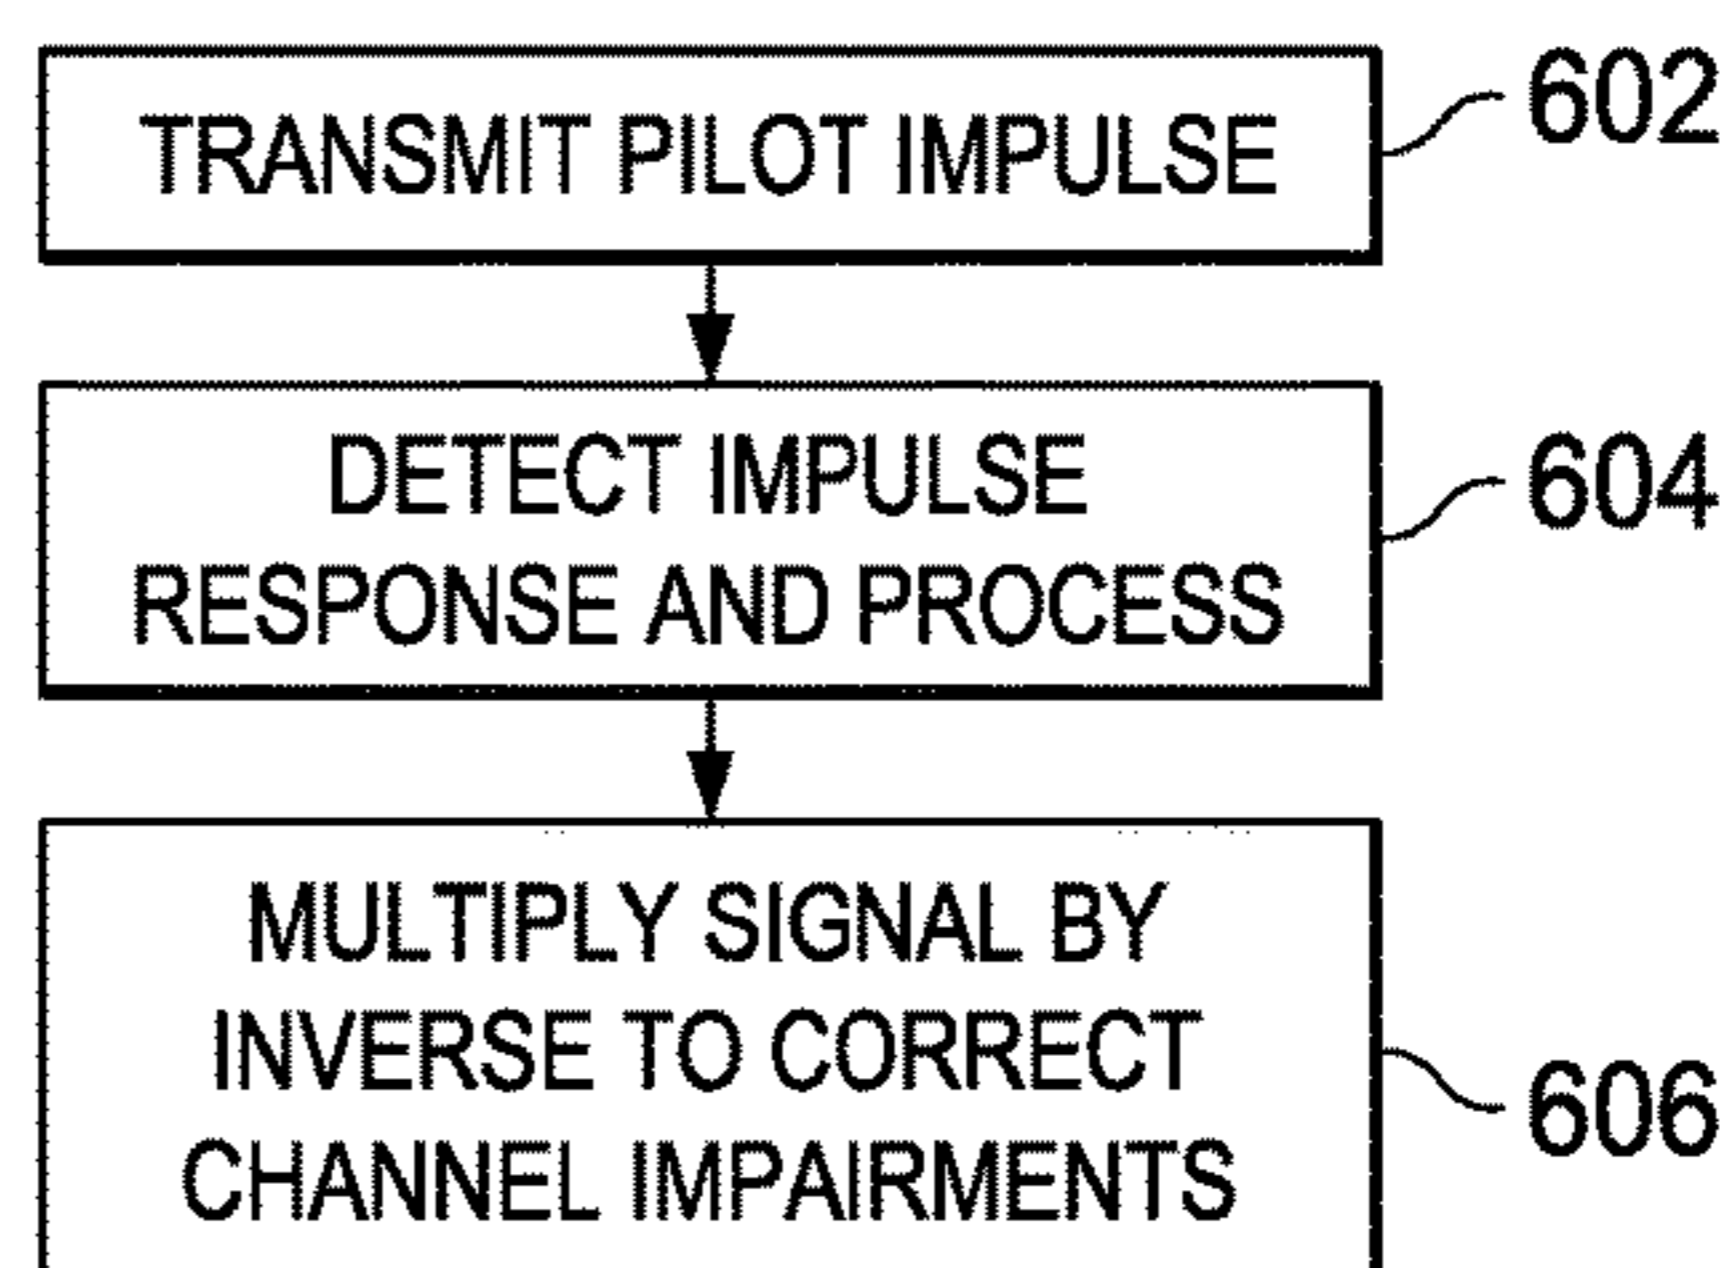 TRANSMIT PILOT IMPULSE
602
DETECT IMPULSE
RESPONSE AND PROCESS
604
MULTIPLY SIGNAL BY
INVERSE TO CORRECT
CHANNEL IMPAIRMENTS
606